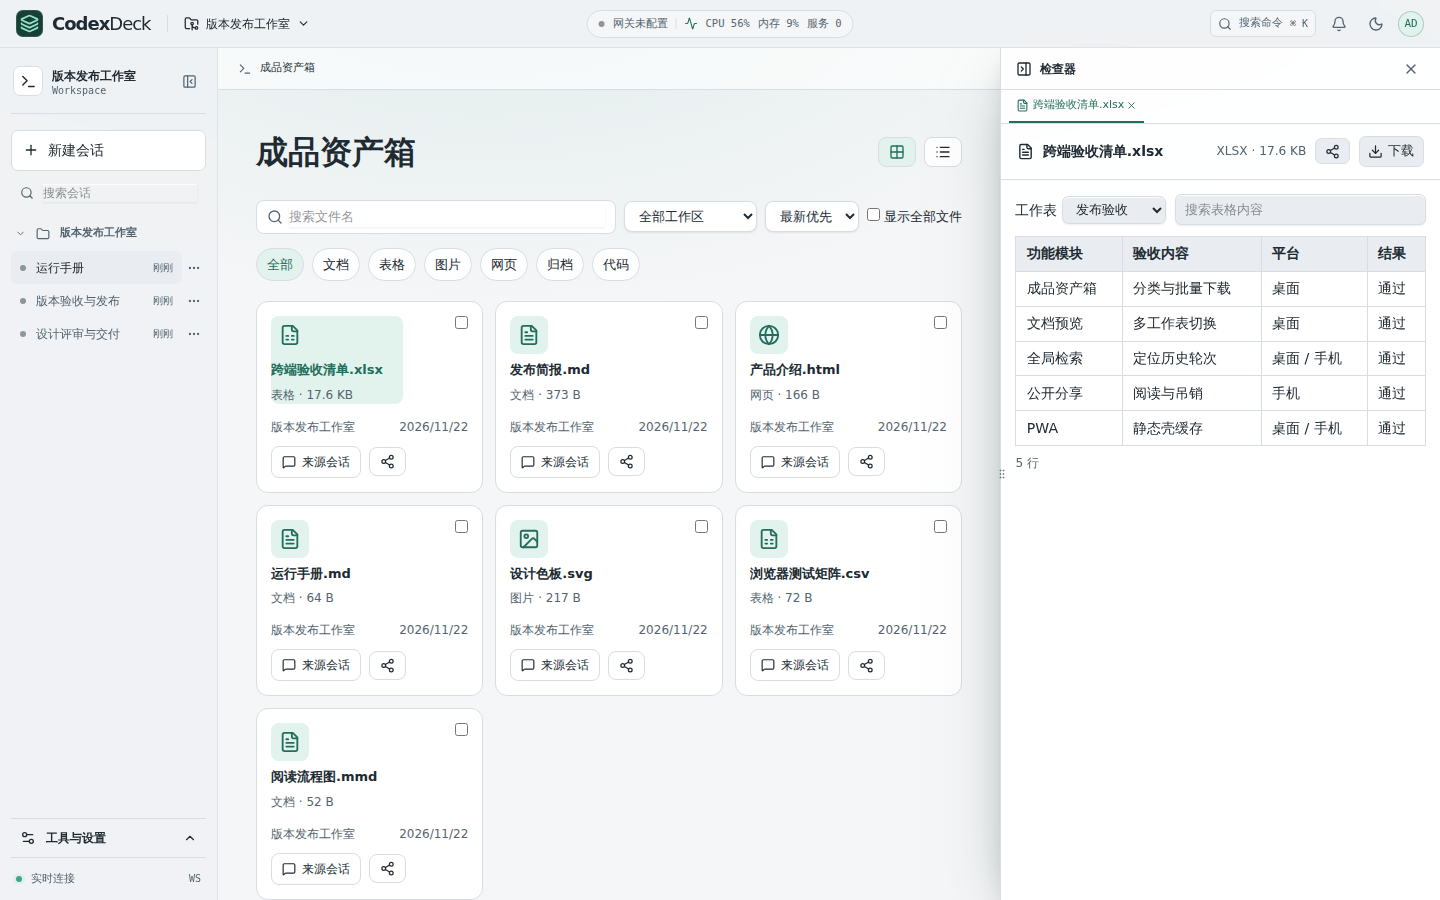 CodexDeck
版本发布工作室
网关未配置
CPU 56% 内存 9% 服务 0
搜索命令 ⌘ K
AD
版本发布工作室
Workspace
新建会话
搜索会话
版本发布工作室
运行手册 刚刚
版本验收与发布 刚刚
设计评审与交付 刚刚
工具与设置
实时连接 WS
成品资产箱
成品资产箱
搜索文件名
全部工作区
最新优先
显示全部文件
全部 文档 表格 图片 网页 归档 代码
跨端验收清单.xlsx
表格 · 17.6 KB
版本发布工作室 2026/11/22
来源会话
发布简报.md
文档 · 373 B
版本发布工作室 2026/11/22
来源会话
产品介绍.html
网页 · 166 B
版本发布工作室 2026/11/22
来源会话
运行手册.md
文档 · 64 B
版本发布工作室 2026/11/22
来源会话
设计色板.svg
图片 · 217 B
版本发布工作室 2026/11/22
来源会话
浏览器测试矩阵.csv
表格 · 72 B
版本发布工作室 2026/11/22
来源会话
阅读流程图.mmd
文档 · 52 B
版本发布工作室 2026/11/22
来源会话
检查器
跨端验收清单.xlsx
跨端验收清单.xlsx XLSX · 17.6 KB 下载
工作表 发布验收 搜索表格内容
功能模块 验收内容 平台 结果
成品资产箱 分类与批量下载 桌面 通过
文档预览 多工作表切换 桌面 通过
全局检索 定位历史轮次 桌面 / 手机 通过
公开分享 阅读与吊销 手机 通过
PWA 静态壳缓存 桌面 / 手机 通过
5 行